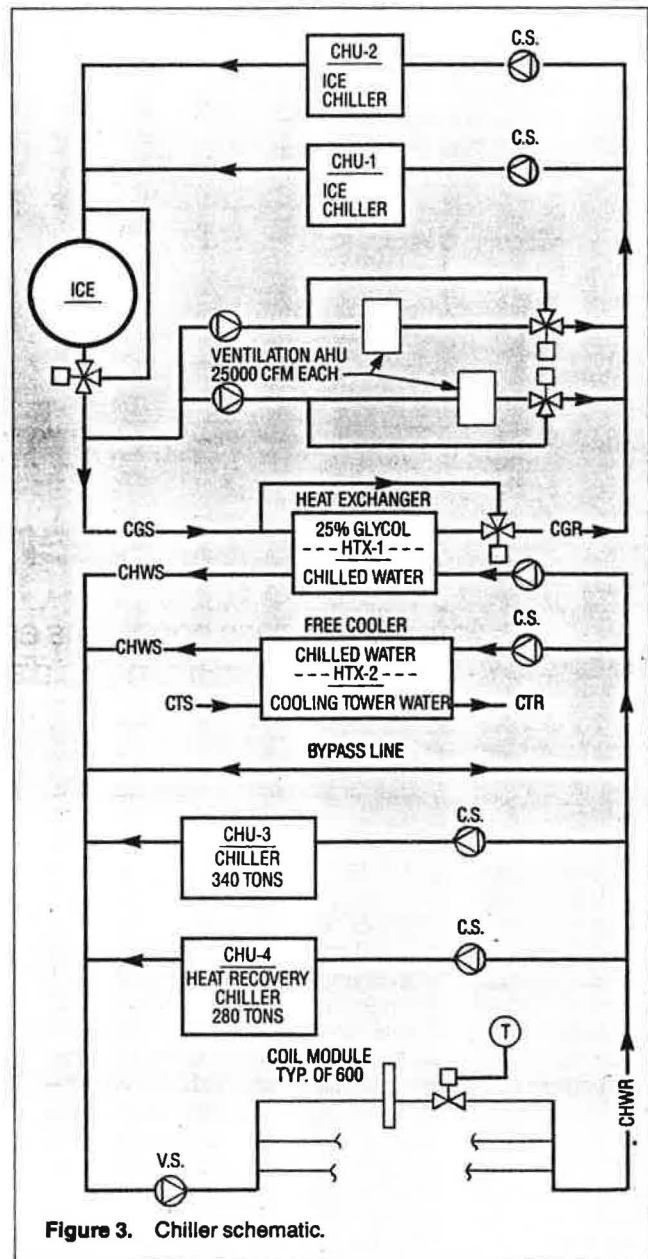 C.S.
CHU-2
ICE
CHILLER
C.S.
CHU-1
ICE
CHILLER
ICE
VENTILATION AHU
25000 CFM EACH
HEAT EXCHANGER
CGS
25% GLYCOL
HTX-1
CHILLED WATER
CGR
CHWS
FREE COOLER
C.S.
CHWS
CHILLED WATER
HTX-2
COOLING TOWER WATER
CTS
CTR
BYPASS LINE
C.S.
CHU-3
CHILLER
340 TONS
C.S.
CHU-4
HEAT RECOVERY
CHILLER
280 TONS
T
COIL MODULE
TYP. OF 600
CHWR
V.S.
Figure 3. Chiller schematic.